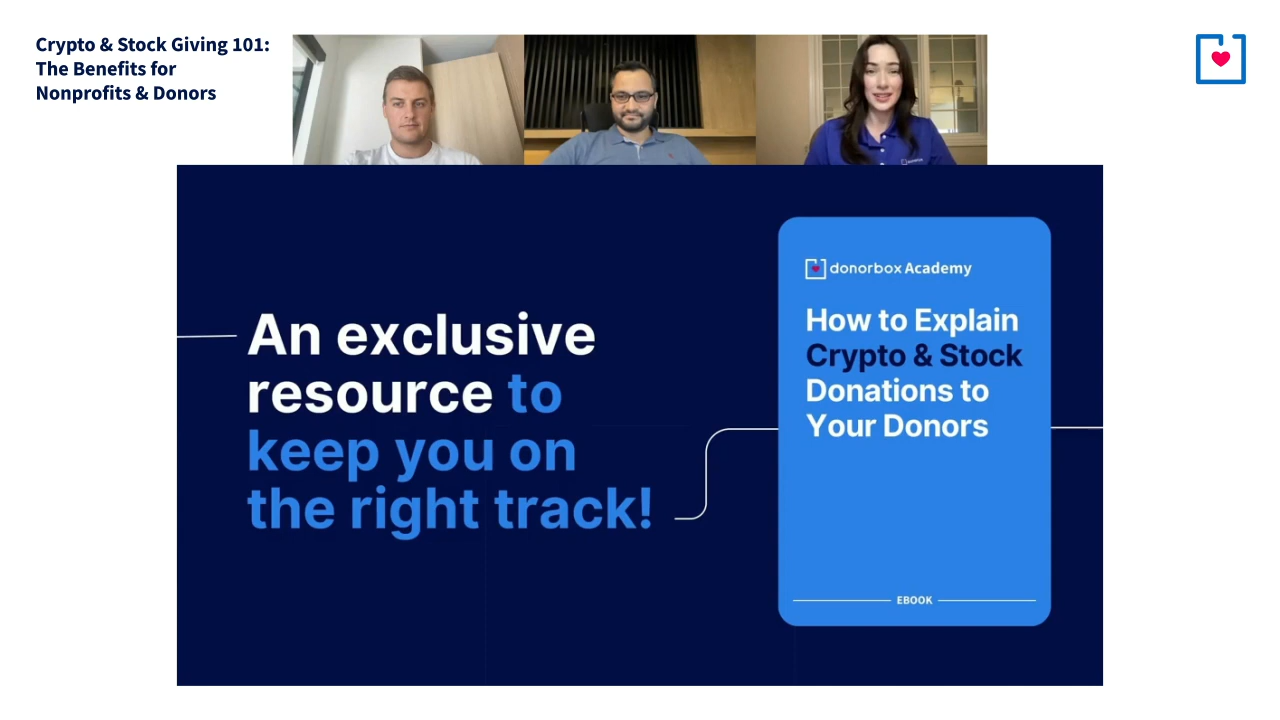 Crypto & Stock Giving 101:
The Benefits for
Nonprofits & Donors
An exclusive
resource to
keep you on
the right track!
donorbox Academy
How to Explain
Crypto & Stock
Donations to
Your Donors
EBOOK